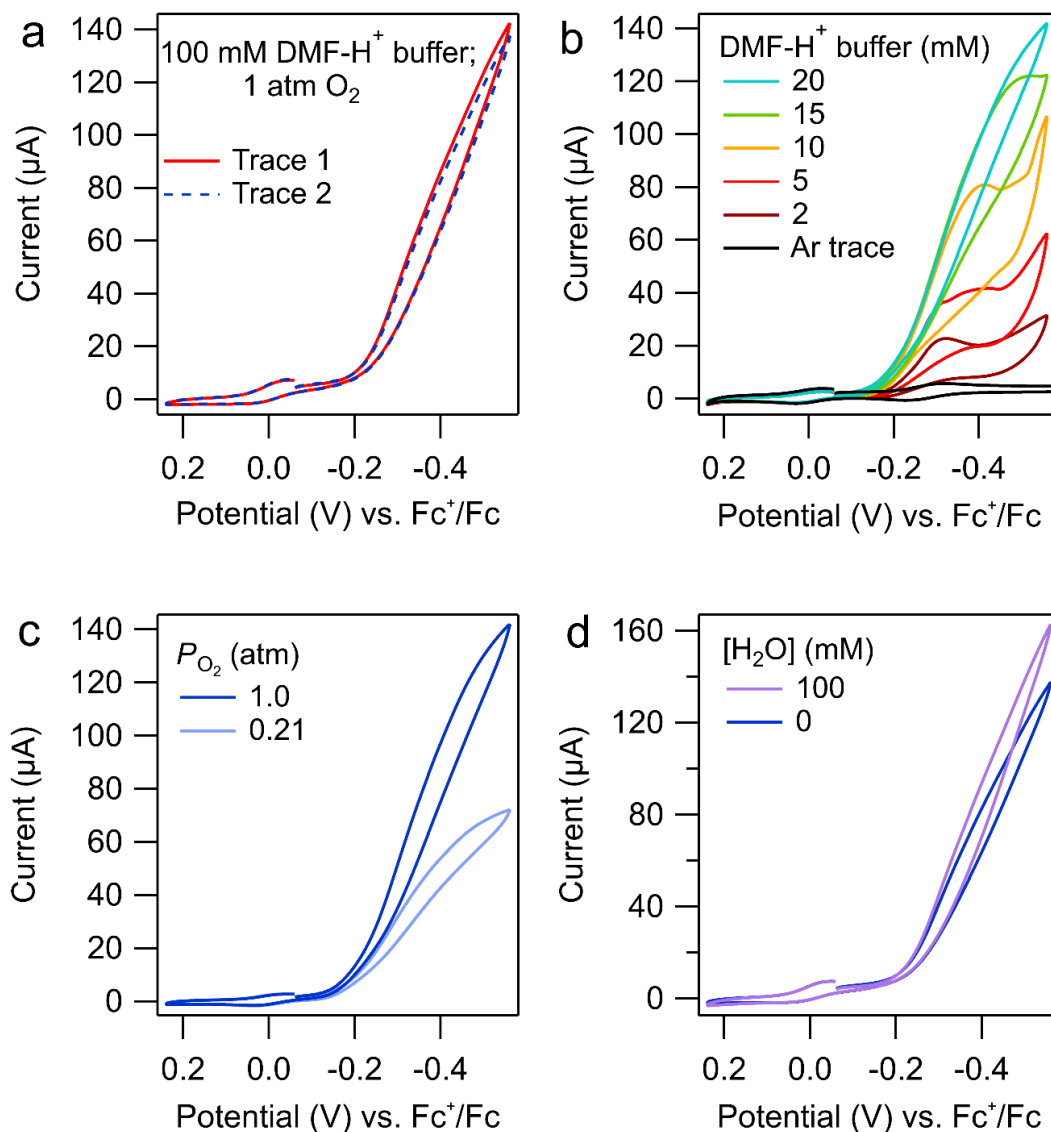 a
100 mM DMF-H⁺ buffer;
1 atm O₂
Trace 1
Trace 2
Current (µA)
140
120
100
80
60
40
20
0
0.2 0.0 -0.2 -0.4
Potential (V) vs. Fc⁺/Fc
b
DMF-H⁺ buffer (mM)
20
15
10
5
2
Ar trace
Current (µA)
140
120
100
80
60
40
20
0
0.2 0.0 -0.2 -0.4
Potential (V) vs. Fc⁺/Fc
c
P_O₂ (atm)
1.0
0.21
Current (µA)
140
120
100
80
60
40
20
0
0.2 0.0 -0.2 -0.4
Potential (V) vs. Fc⁺/Fc
d
[H₂O] (mM)
100
0
Current (µA)
160
120
80
40
0
0.2 0.0 -0.2 -0.4
Potential (V) vs. Fc⁺/Fc